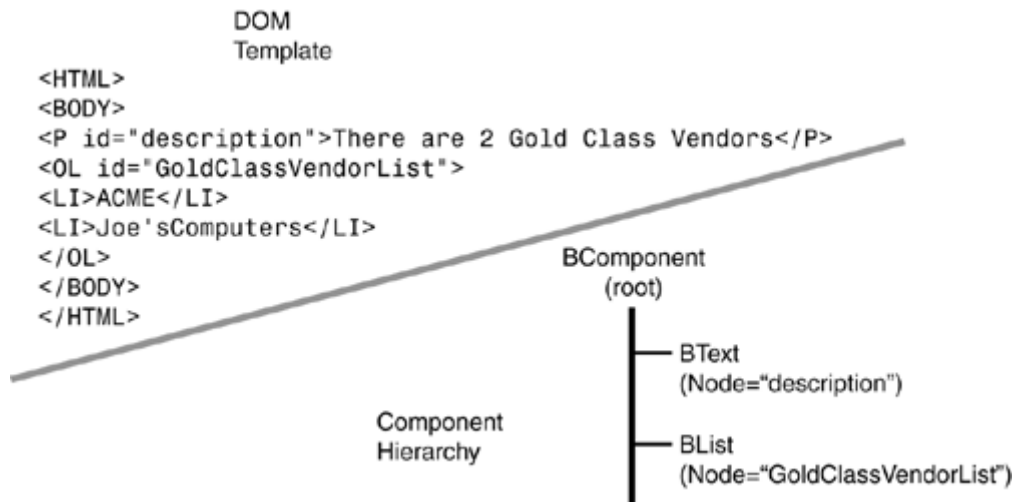 DOM
Template
<HTML>
<BODY>
<P id="description">There are 2 Gold Class Vendors</P>
<OL id="GoldClassVendorList">
<LI>ACME</LI>
<LI>Joe'sComputers</LI>
</OL>
</BODY>
</HTML>
BComponent
(root)
BText
(Node=“description”)
Component
Hierarchy
BList
(Node=“GoldClassVendorList”)